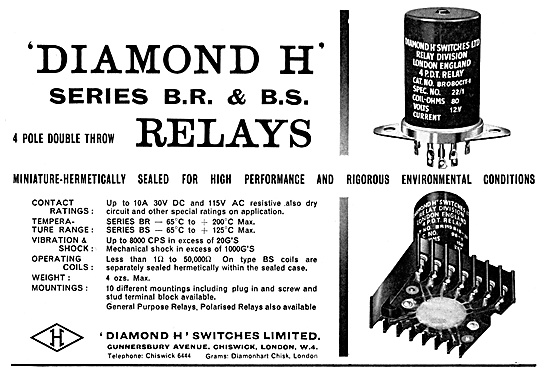 'DIAMOND H'
SERIES B.R. & B.S.
4 POLE DOUBLE THROW RELAYS
DIAMOND H SWITCHES LTD
RELAY DIVISION
LONDON ENGLAND
4 P.D.T. RELAY
CAT. NO.
SPEC. NO. 22/1
COIL-OHMS 80
VOLTS 12V
CURRENT
MINIATURE-HERMETICALLY SEALED FOR HIGH PERFORMANCE AND RIGOROUS ENVIRONMENTAL CONDITIONS
CONTACT RATINGS: Up to 10A 30V DC and 115V AC resistive also dry
circuit and other special ratings on application.
TEMPERA- SERIES BR — 65°C to + 200°C Max.
TURE RANGE: SERIES BS — 65°C to + 125°C Max.
VIBRATION & Up to 8000 CPS in excess of 20G'S
SHOCK: Mechanical shock in excess of 1000G'S
OPERATING Less than 1Ω to 50,000Ω On type BS coils are
COILS: separately sealed hermetically within the sealed case.
WEIGHT: 4 ozs. Max.
MOUNTINGS: 10 different mountings including plug in and screw and
stud terminal block available.
General Purpose Relays, Polarised Relays also available
H
'DIAMOND H' SWITCHES LIMITED.
GUNNERSBURY AVENUE, CHISWICK, LONDON, W.4.
Telephone: Chiswick 6444 Grams: Diamonhart Chisk, London